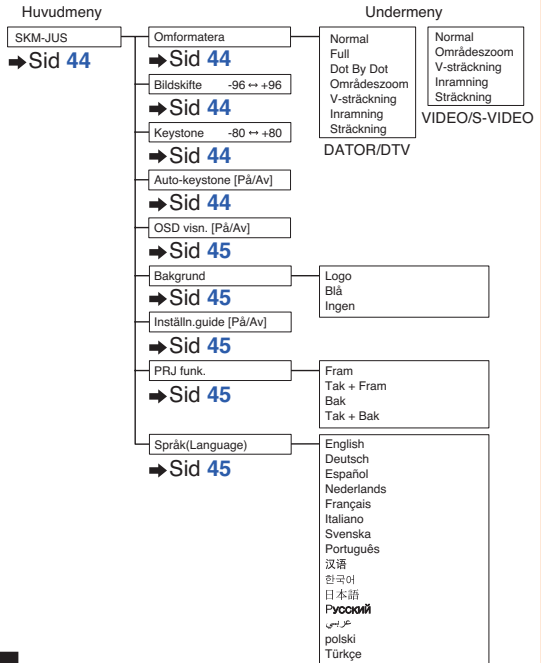 Huvudmeny
Undermeny
SKM-JUS
➡Sid 44
Omformatera
➡Sid 44
Normal
Full
Dot By Dot
Områdeszoom
V-sträckning
Inramning
Sträckning
DATOR/DTV
Normal
Områdeszoom
V-sträckning
Inramning
Sträckning
VIDEO/S-VIDEO
Bildskifte -96 ↔ +96
➡Sid 44
Keystone -80 ↔ +80
➡Sid 44
Auto-keystone [På/Av]
➡Sid 44
OSD visn. [På/Av]
➡Sid 45
Bakgrund
➡Sid 45
Logo
Blå
Ingen
Inställn.guide [På/Av]
➡Sid 45
PRJ funk.
➡Sid 45
Fram
Tak + Fram
Bak
Tak + Bak
Språk(Language)
➡Sid 45
English
Deutsch
Español
Nederlands
Français
Italiano
Svenska
Português
汉语
한국어
日本語
Русский
عربي
polski
Türkçe